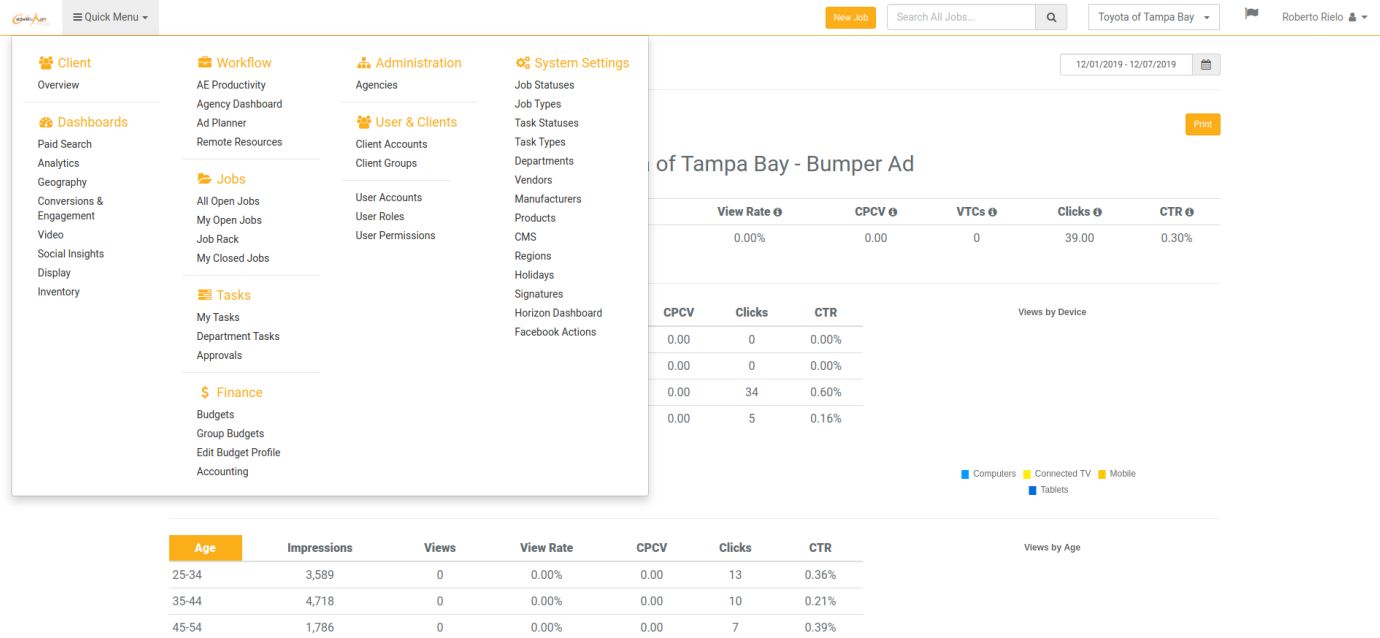 Quick Menu
New Job
Search All Jobs...
Toyota of Tampa Bay
Roberto Rielo
Client
Overview
Dashboards
Paid Search
Analytics
Geography
Conversions &
Engagement
Video
Social Insights
Display
Inventory
Workflow
AE Productivity
Agency Dashboard
Ad Planner
Remote Resources
Jobs
All Open Jobs
My Open Jobs
Job Rack
My Closed Jobs
Tasks
My Tasks
Department Tasks
Approvals
Finance
Budgets
Group Budgets
Edit Budget Profile
Accounting
Administration
Agencies
User & Clients
Client Accounts
Client Groups
User Accounts
User Roles
User Permissions
System Settings
Job Statuses
Job Types
Task Statuses
Task Types
Departments
Vendors
Manufacturers
Products
CMS
Regions
Holidays
Signatures
Horizon Dashboard
Facebook Actions
12/01/2019 - 12/07/2019
Print
of Tampa Bay - Bumper Ad
View Rate CPCV VTCs Clicks CTR
0.00% 0.00 0 39.00 0.30%
CPCV Clicks CTR
0.00 0 0.00%
0.00 0 0.00%
0.00 34 0.60%
0.00 5 0.16%
Views by Device
Computers Connected TV Mobile
Tablets
Age Impressions Views View Rate CPCV Clicks CTR
25-34 3,589 0 0.00% 0.00 13 0.36%
35-44 4,718 0 0.00% 0.00 10 0.21%
45-54 1,786 0 0.00% 0.00 7 0.39%
Views by Age